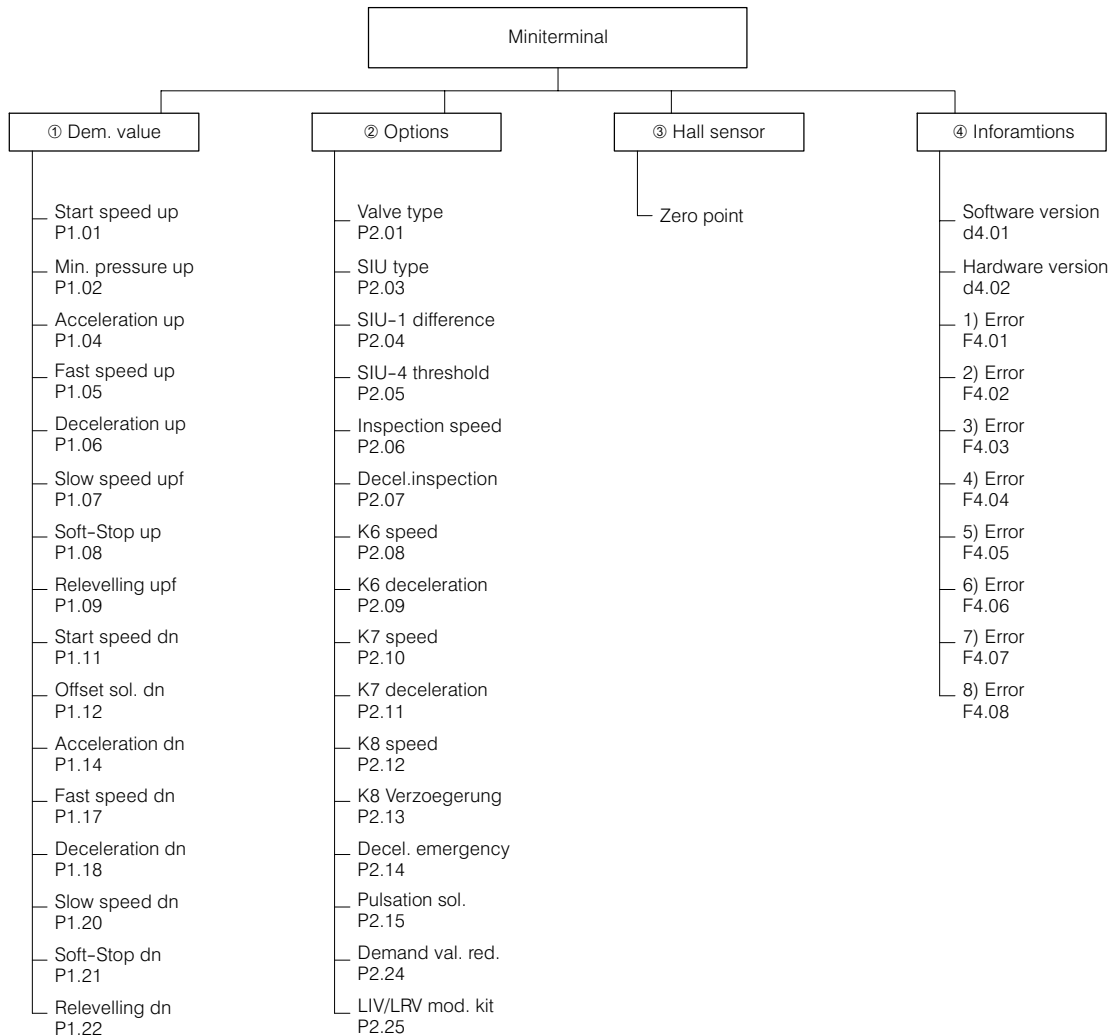 Miniterminal
① Dem. value
Start speed up
P1.01
Min. pressure up
P1.02
Acceleration up
P1.04
Fast speed up
P1.05
Deceleration up
P1.06
Slow speed upf
P1.07
Soft-Stop up
P1.08
Relevelling upf
P1.09
Start speed dn
P1.11
Offset sol. dn
P1.12
Acceleration dn
P1.14
Fast speed dn
P1.17
Deceleration dn
P1.18
Slow speed dn
P1.20
Soft-Stop dn
P1.21
Relevelling dn
P1.22
② Options
Valve type
P2.01
SIU type
P2.03
SIU-1 difference
P2.04
SIU-4 threshold
P2.05
Inspection speed
P2.06
Decel.inspection
P2.07
K6 speed
P2.08
K6 deceleration
P2.09
K7 speed
P2.10
K7 deceleration
P2.11
K8 speed
P2.12
K8 Verzoegerung
P2.13
Decel. emergency
P2.14
Pulsation sol.
P2.15
Demand val. red.
P2.24
LIV/LRV mod. kit
P2.25
③ Hall sensor
Zero point
④ Inforamtions
Software version
d4.01
Hardware version
d4.02
1) Error
F4.01
2) Error
F4.02
3) Error
F4.03
4) Error
F4.04
5) Error
F4.05
6) Error
F4.06
7) Error
F4.07
8) Error
F4.08